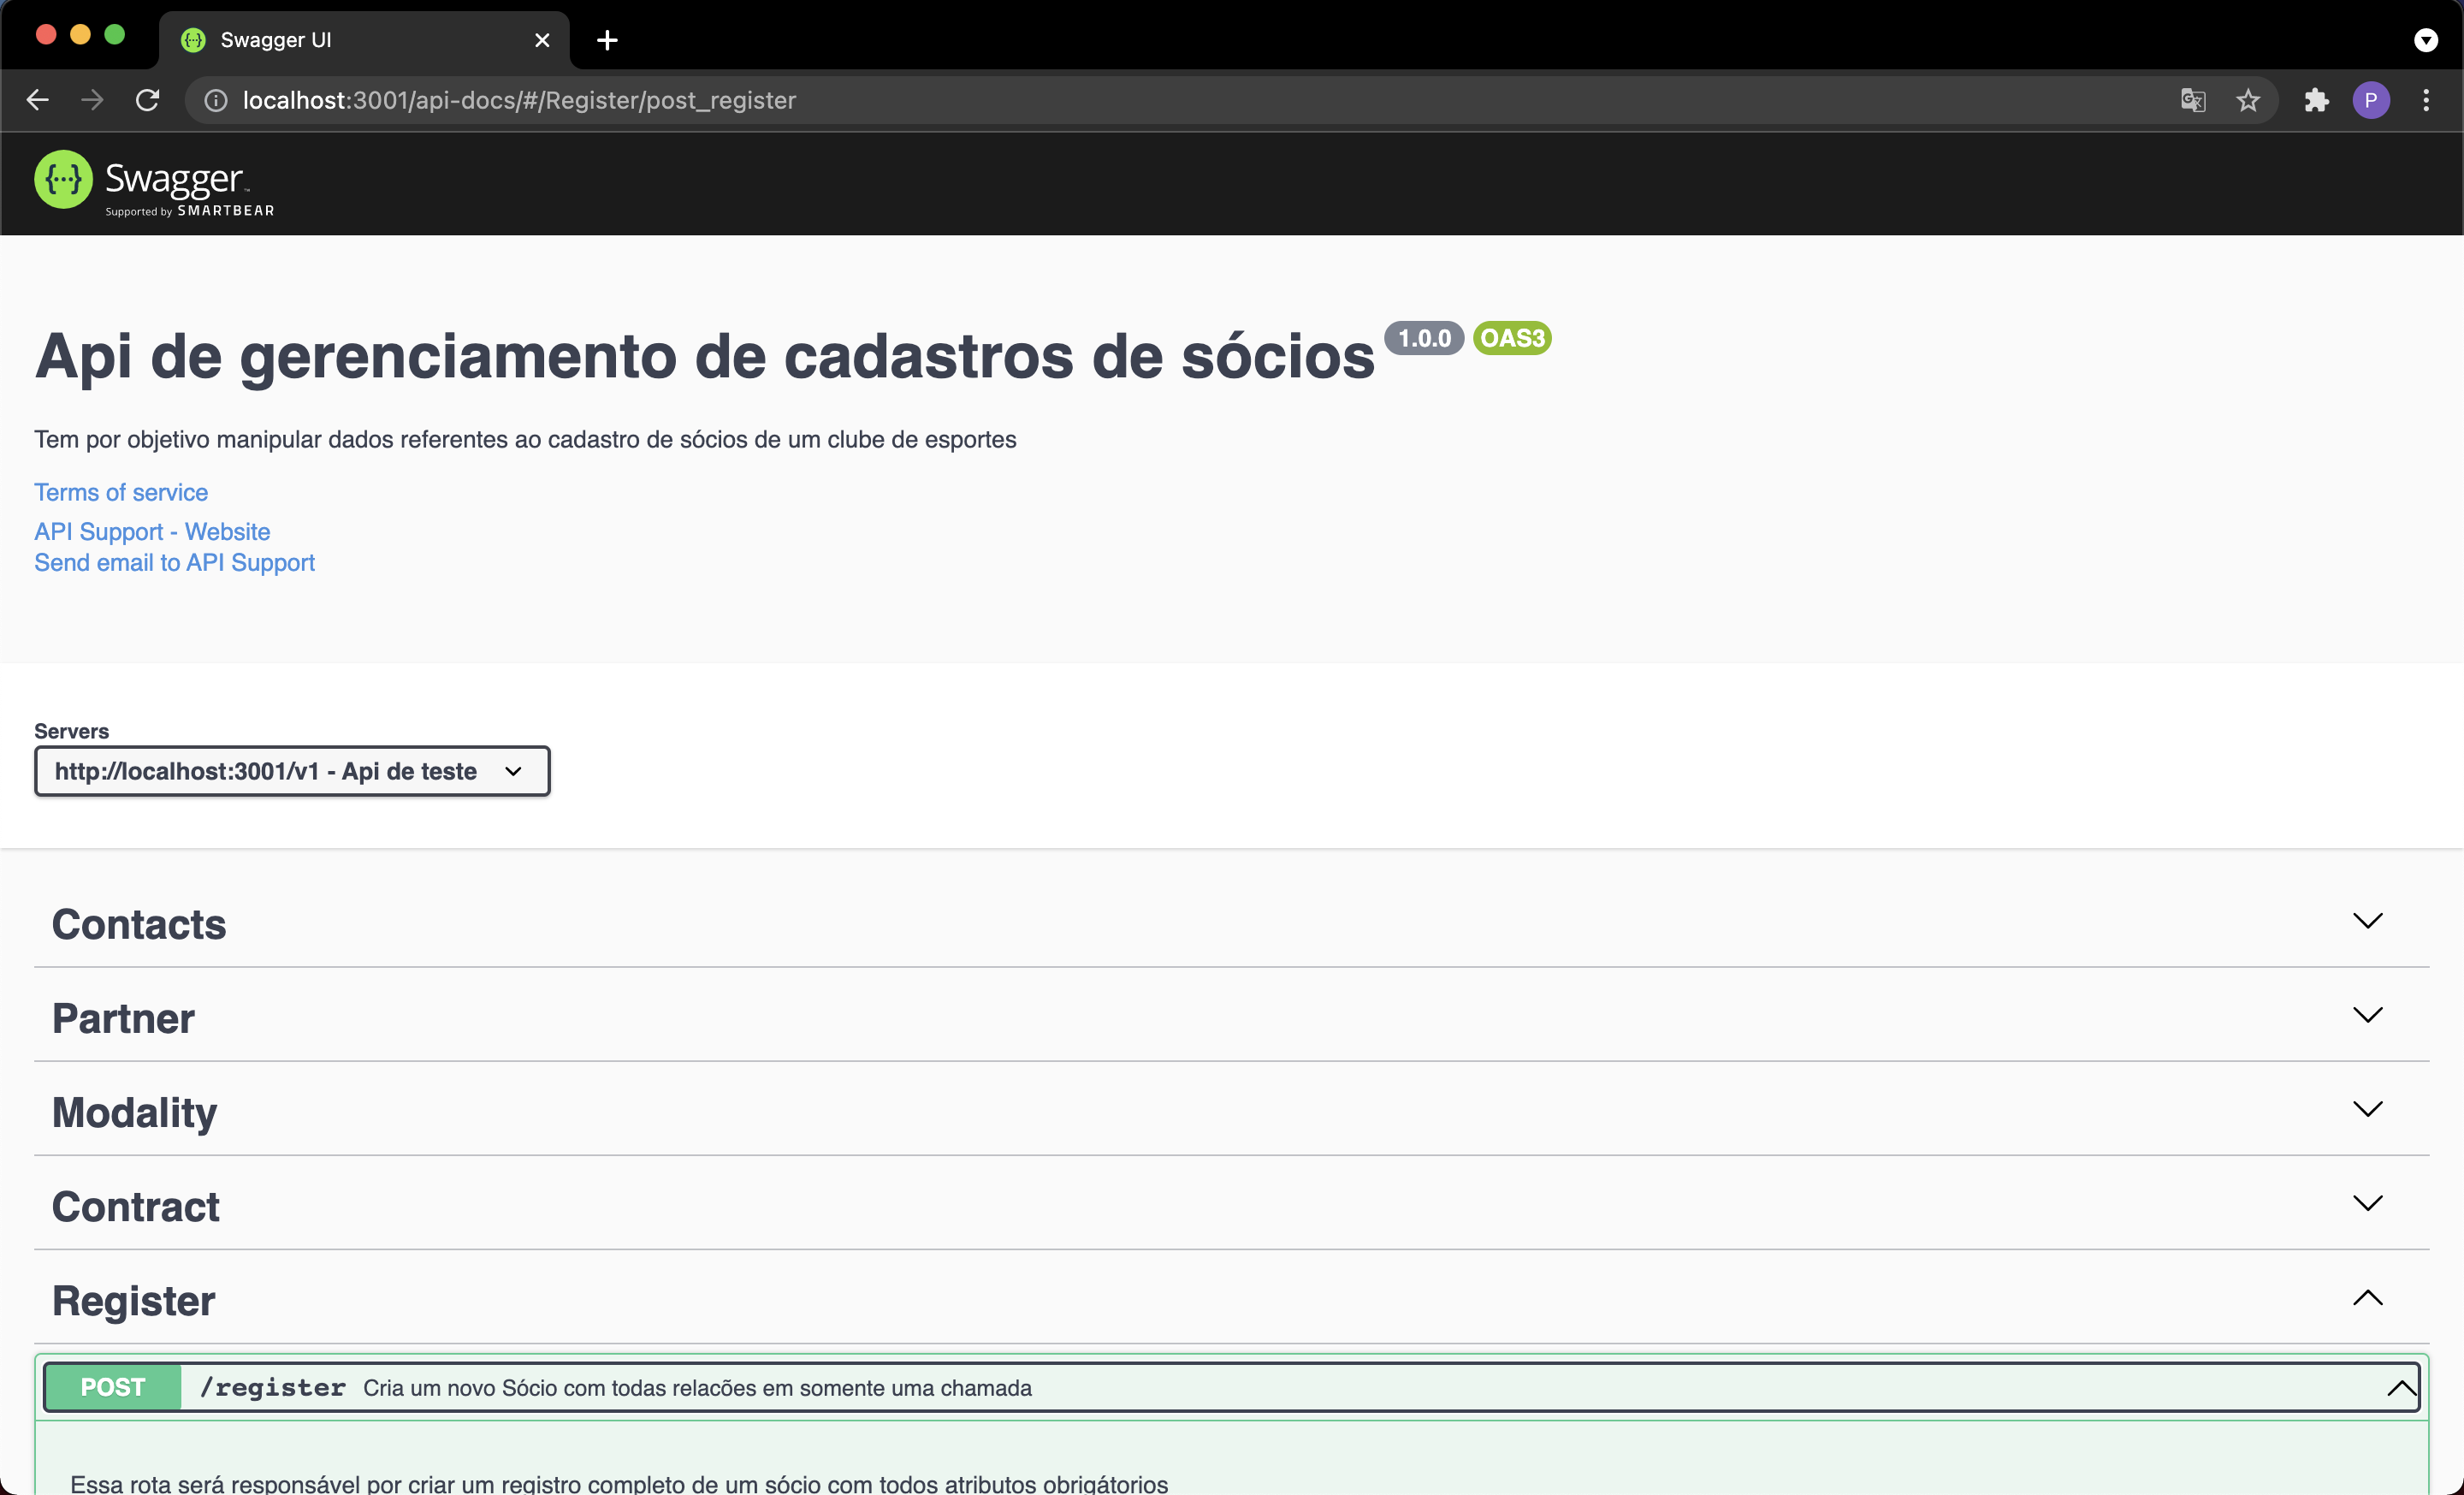 Swagger UI
localhost:3001/api-docs/#/Register/post_register
P
{···} Swagger™
Supported by SMARTBEAR
Api de gerenciamento de cadastros de sócios 1.0.0 OAS3
Tem por objetivo manipular dados referentes ao cadastro de sócios de um clube de esportes
Terms of service
API Support - Website
Send email to API Support
Servers
http://localhost:3001/v1 - Api de teste
Contacts
Partner
Modality
Contract
Register
POST /register Cria um novo Sócio com todas relacões em somente uma chamada
Essa rota será responsável por criar um registro completo de um sócio com todos atributos obrigátorios